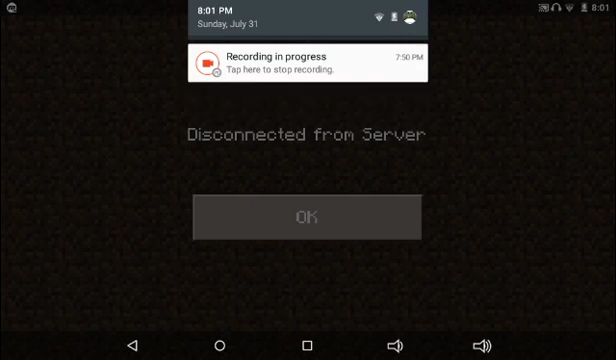 8:01 PM
8:01
Sunday, July 31
Recording in progress
7:50 PM
Tap here to stop recording.
Disconnected from Server
OK